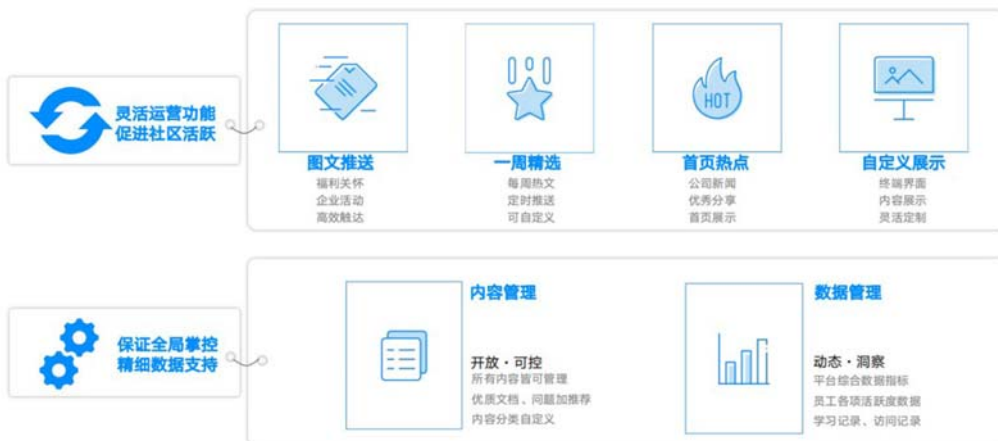 灵活运营功能
促进社区活跃
HOT
图文推送
福利关怀
企业活动
高效触达
一周精选
每周热文
定时推送
可自定义
首页热点
公司新闻
优秀分享
首页展示
自定义展示
终端界面
内容展示
灵活定制
保证全局掌控
精细数据支持
内容管理
开放·可控
所有内容皆可管理
优质文档、问题加推荐
内容分类自定义
数据管理
动态·洞察
平台综合数据指标
员工各项活跃度数据
学习记录、访问记录